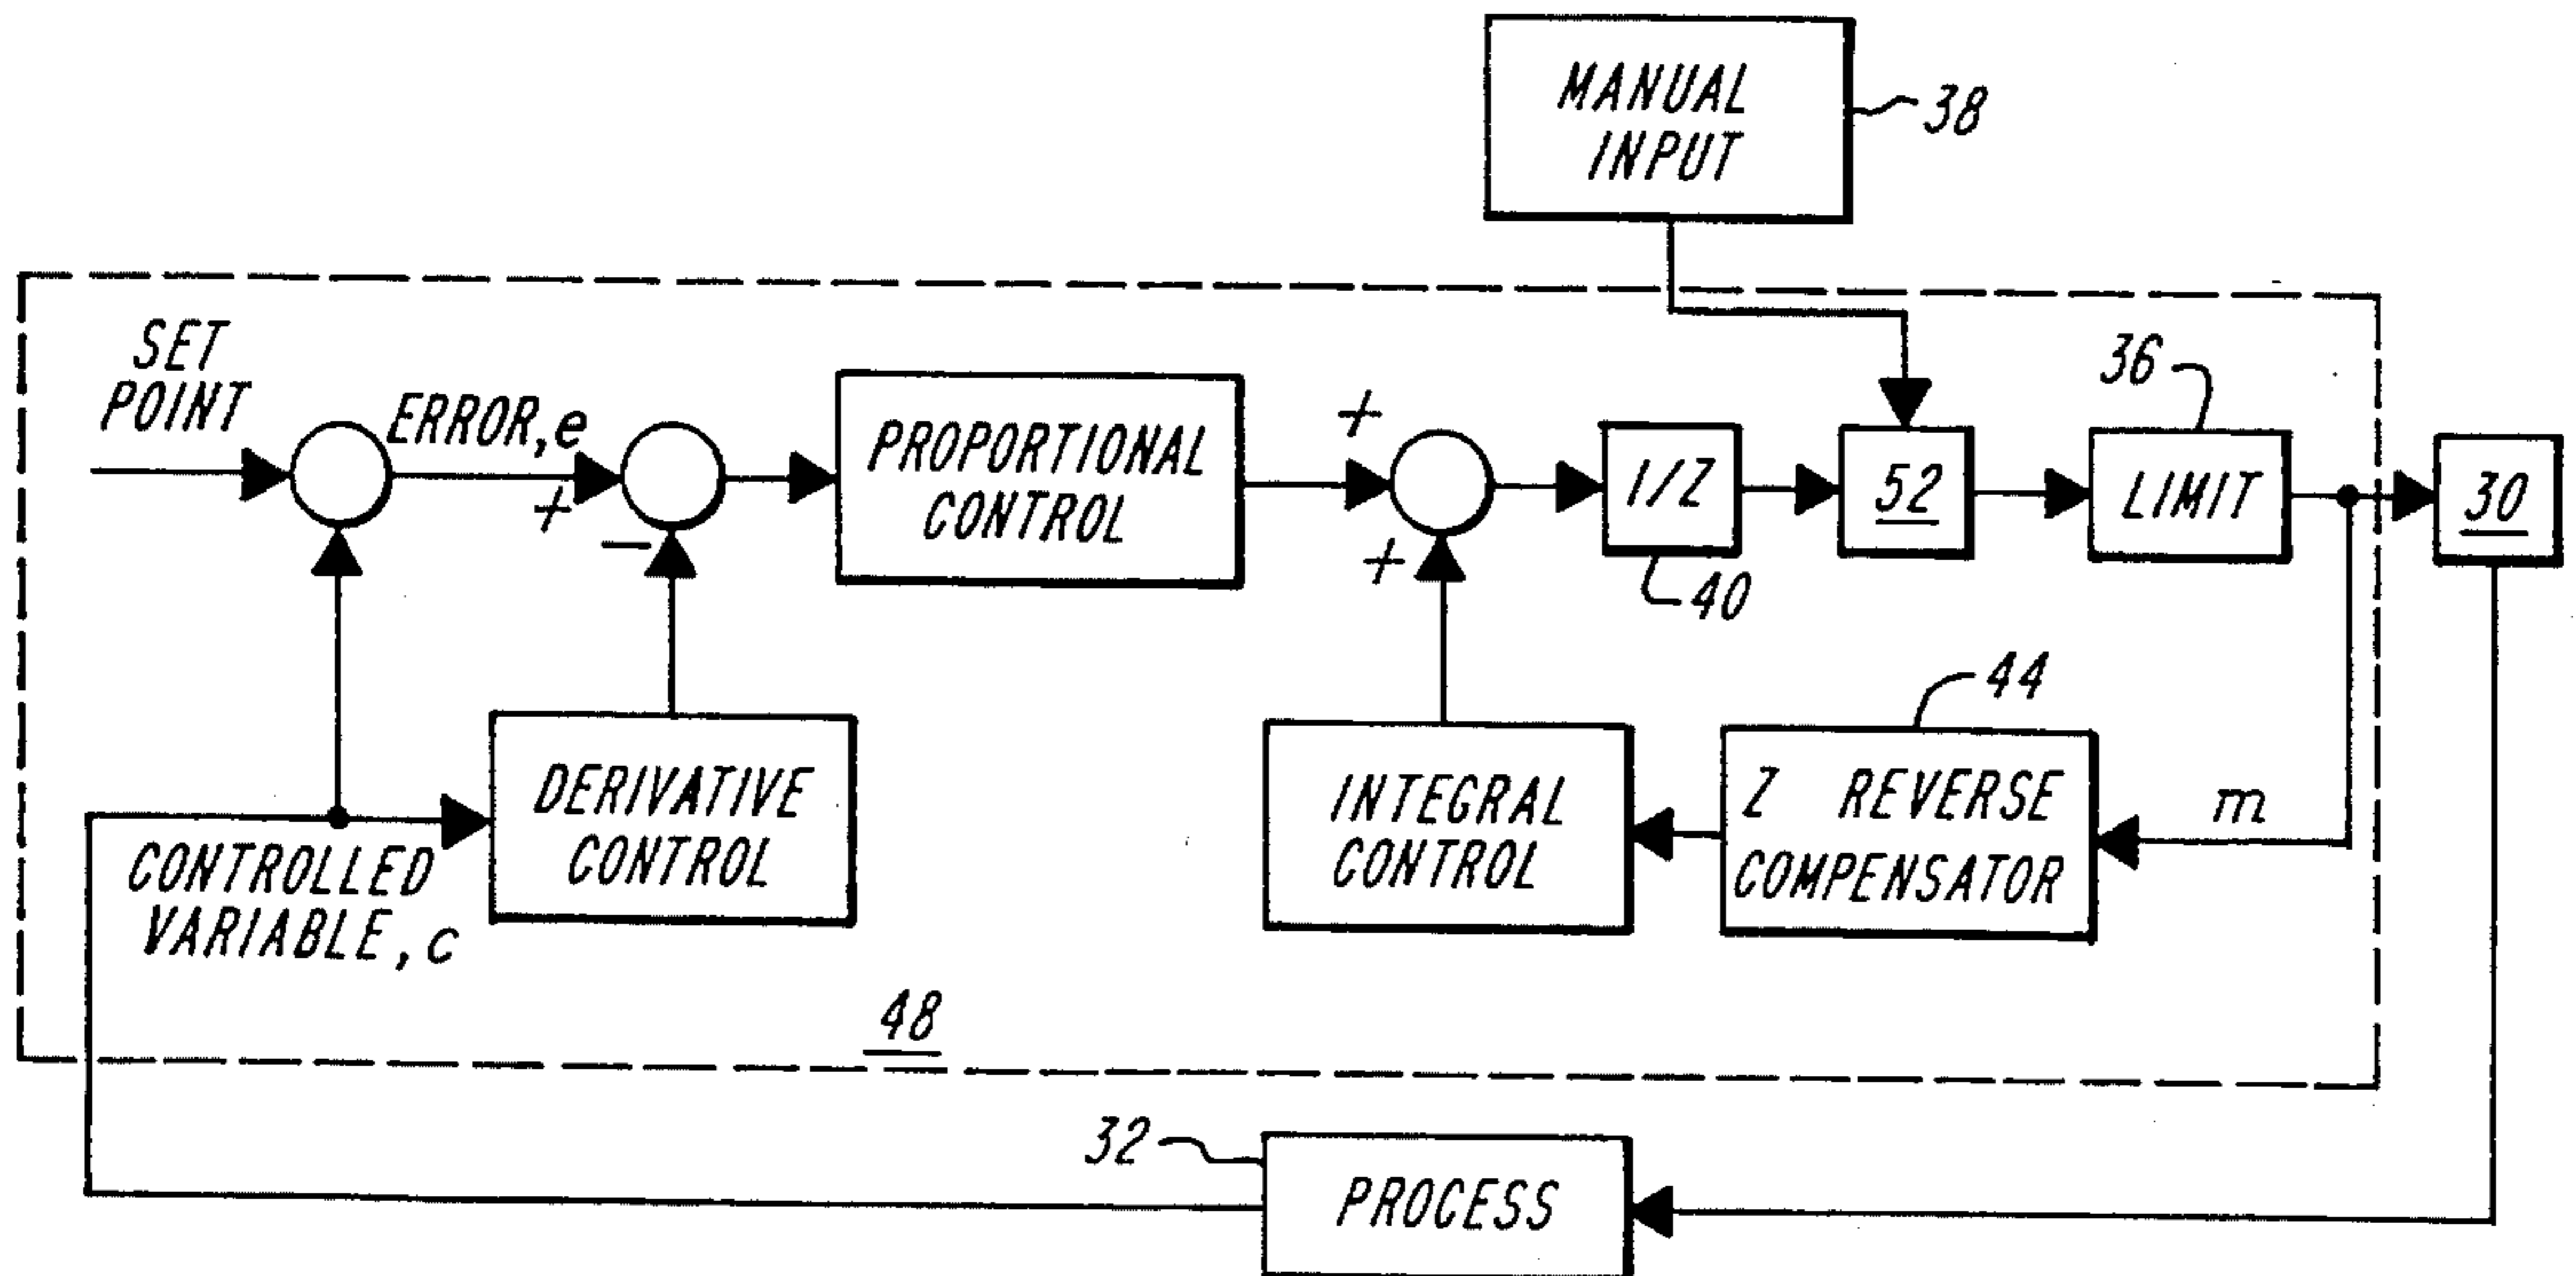 MANUAL
INPUT
38
SET
POINT
ERROR, e
+
−
PROPORTIONAL
CONTROL
+
+
1/Z
40
52
36
LIMIT
30
DERIVATIVE
CONTROL
INTEGRAL
CONTROL
44
Z REVERSE
COMPENSATOR
m
CONTROLLED
VARIABLE, c
48
32
PROCESS